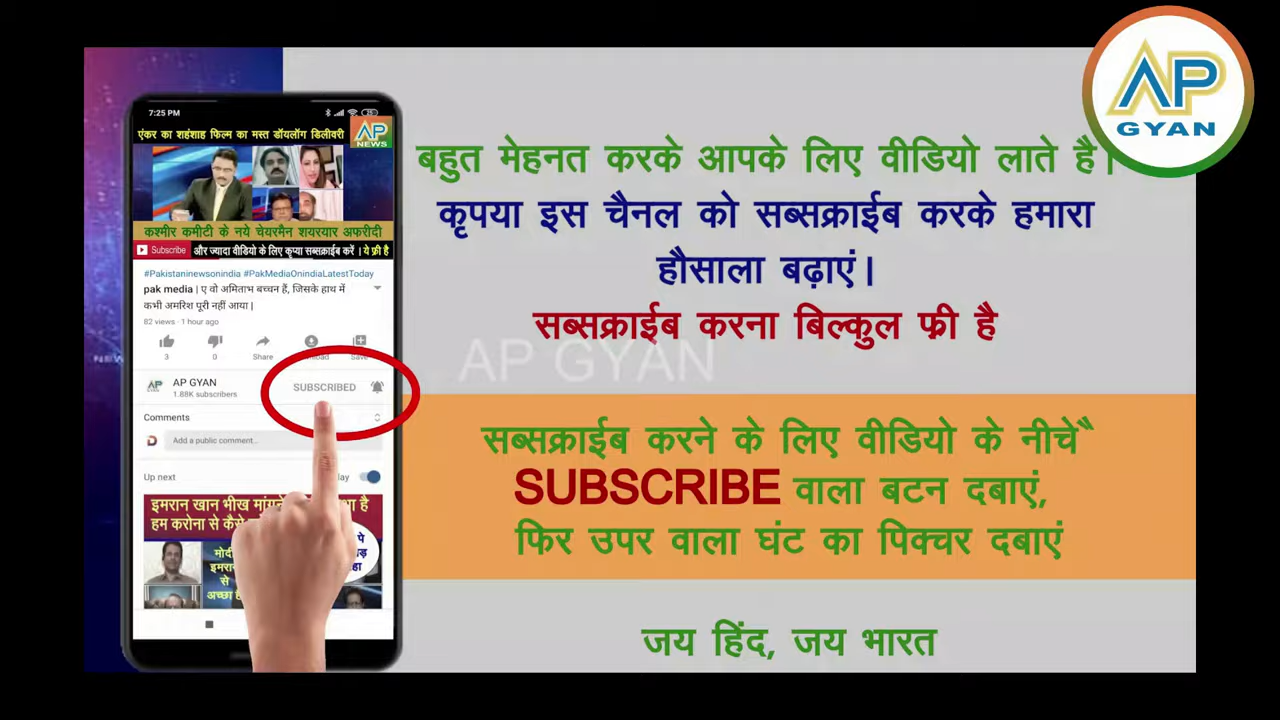 AP
GYAN
7:25 PM
एंकर का शहंशाह फिल्म का मस्त डॉयलॉग डिलीवरी
AP
NEWS
कश्मीर कमीटी के नये चेयरमैन शयरयार अफरीदी
Subscribe और ज्यादा वीडियो के लिए कृप्या सब्सक्राईब करें । ये फ्री है
#Pakistaninewsonindia #PakMediaOnindiaLatestToday
pak media | ए वो अमिताभ बच्चन हैं, जिसके हाथ में
कभी अमरिश पूरी नहीं आया |
82 views · 1 hour ago
3 0 Share Save
AP GYAN
1.88K subscribers
SUBSCRIBED
Comments
Add a public comment...
Up next
इमरान खान भीख मांगने है
हम करोना से कैसे
मोदी
इमरान
से
अच्छा है
बहुत मेहनत करके आपके लिए वीडियो लाते है।
कृपया इस चैनल को सब्सक्राईब करके हमारा
हौसाला बढ़ाएं।
सब्सक्राईब करना बिल्कुल फ्री है
AP GYAN
सब्सक्राईब करने के लिए वीडियो के नीचे
SUBSCRIBE वाला बटन दबाएं,
फिर उपर वाला घंट का पिक्चर दबाएं
जय हिंद, जय भारत